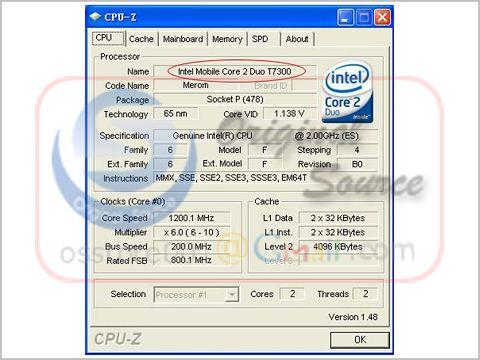 CPU-Z
CPU Cache Mainboard Memory SPD About
Processor
Name Intel Mobile Core 2 Duo T7300
Code Name Merom Brand ID
Package Socket P (478)
Technology 65 nm Core VID 1.138 V
intel
Core 2
Duo inside
Specification Genuine Intel(R) CPU @ 2.00GHz (ES)
Family 6 Model F Stepping 4
Ext. Family 6 Ext. Model F Revision B0
Instructions MMX, SSE, SSE2, SSE3, SSSE3, EM64T
Original
Source
Clocks (Core #0)
Core Speed 1200.1 MHz
Multiplier x 6.0 ( 6 - 10 )
Bus Speed 200.0 MHz
Rated FSB 800.1 MHz
Cache
L1 Data 2 x 32 KBytes
L1 Inst. 2 x 32 KBytes
Level 2 4096 KBytes
Level 3
@Gmail.com
Selection Processor #1 Cores 2 Threads 2
Version 1.48
CPU-Z OK